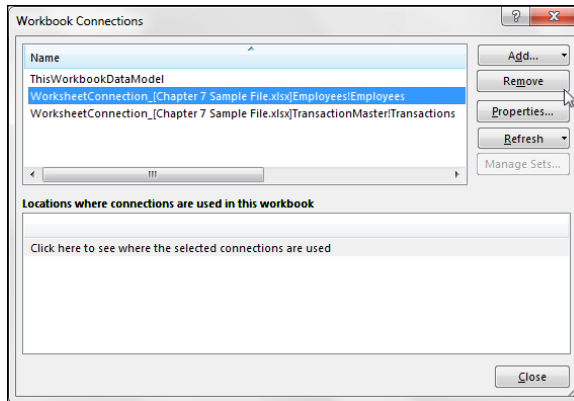 Workbook Connections
Name
ThisWorkbookDataModel
WorksheetConnection_[Chapter 7 Sample File.xlsx]Employees!Employees
WorksheetConnection_[Chapter 7 Sample File.xlsx]TransactionMaster!Transactions
Add...
Remove
Properties...
Refresh
Manage Sets...
Locations where connections are used in this workbook
Click here to see where the selected connections are used
Close